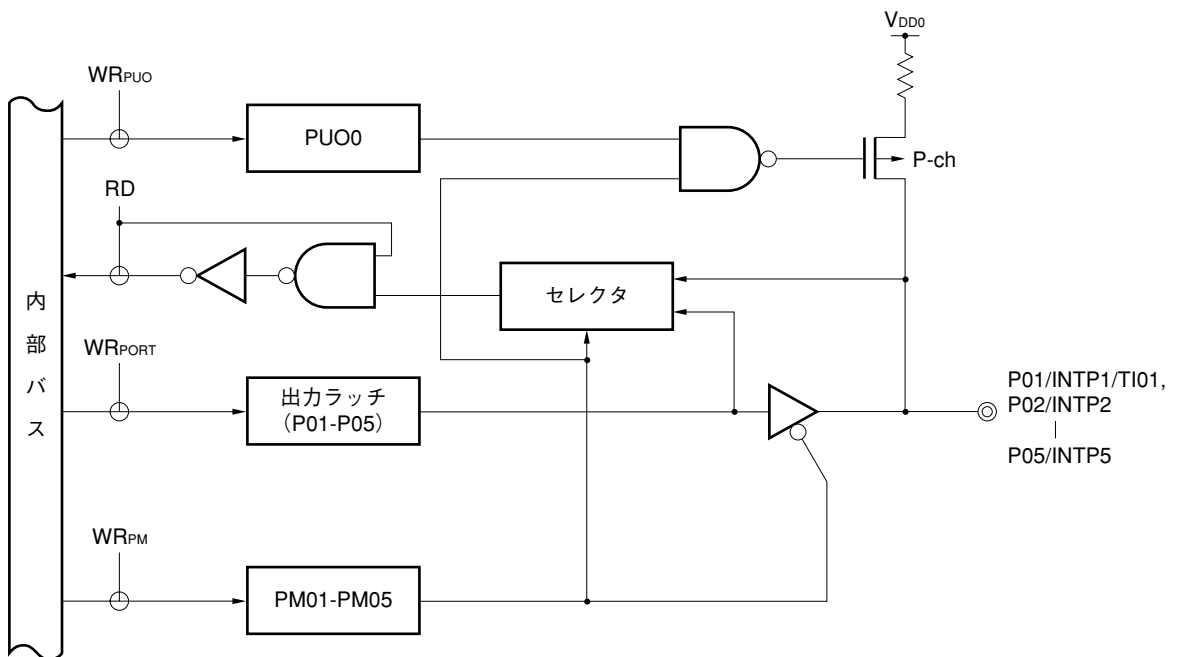 VDD0
WRPUO
PUO0
P-ch
RD
セレクタ
内部バス
WRPORT
出力ラッチ
(P01-P05)
P01/INTP1/TI01,
P02/INTP2
P05/INTP5
WRPM
PM01-PM05